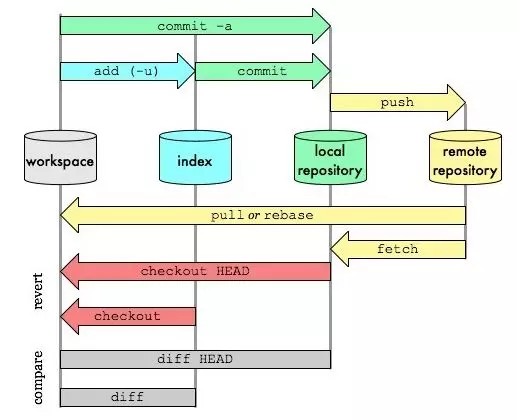 commit -a
add (-u)
commit
push
workspace
index
local
repository
remote
repository
pull or rebase
fetch
revert
checkout HEAD
checkout
compare
diff HEAD
diff